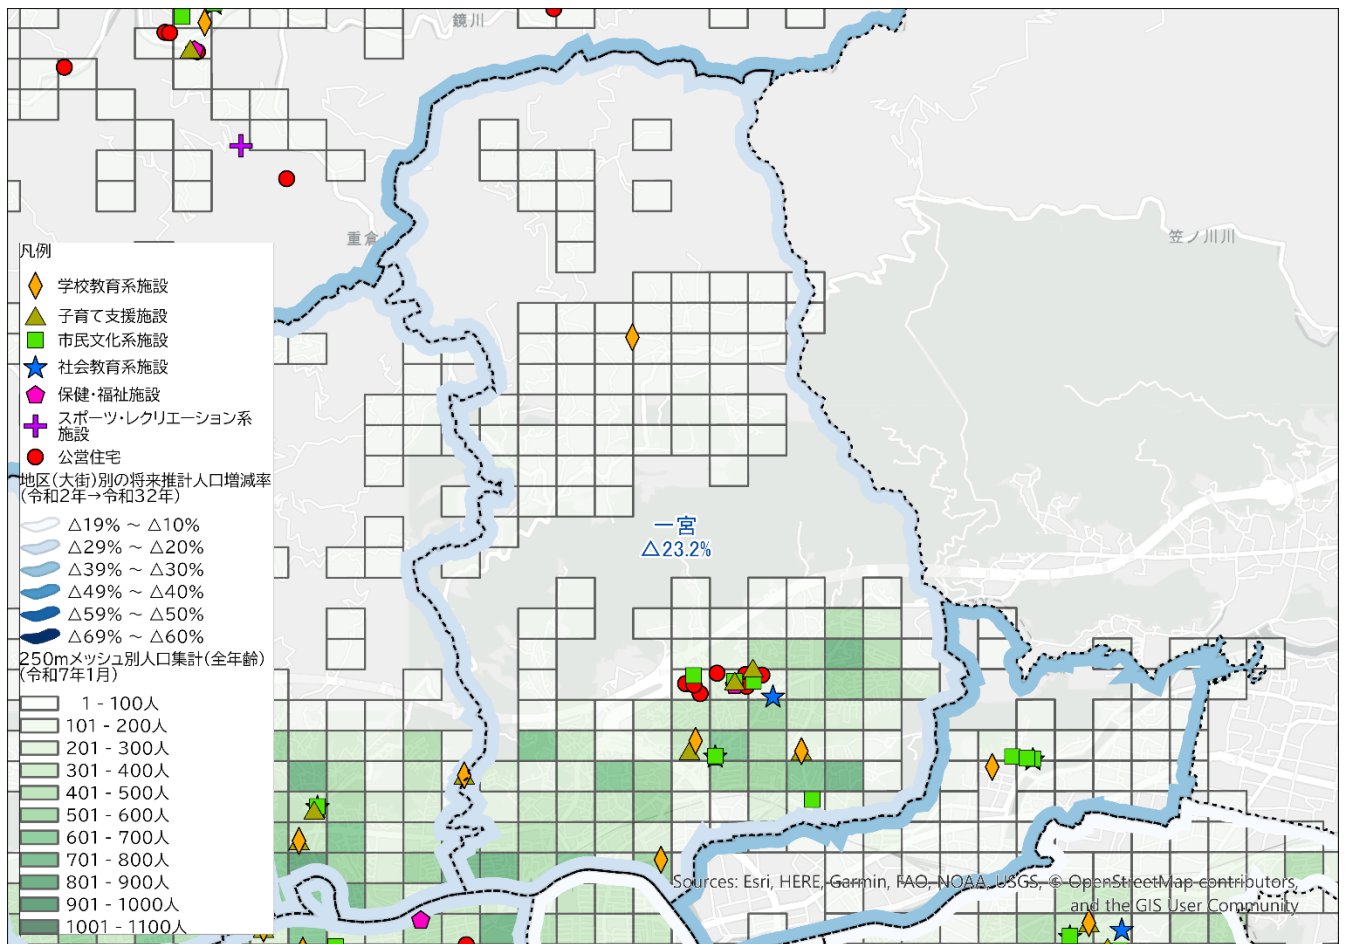 鏡川
重倉
笠ノ川川
凡例
学校教育系施設
子育て支援施設
市民文化系施設
社会教育系施設
保健・福祉施設
スポーツ・レクリエーション系
施設
公営住宅
地区(大街)別の将来推計人口増減率
(令和2年→令和32年)
△19% ~ △10%
△29% ~ △20%
△39% ~ △30%
△49% ~ △40%
△59% ~ △50%
△69% ~ △60%
250mメッシュ別人口集計(全年齢)
(令和7年1月)
1 - 100人
101 - 200人
201 - 300人
301 - 400人
401 - 500人
501 - 600人
601 - 700人
701 - 800人
801 - 900人
901 - 1000人
1001 - 1100人
一宮
△23.2%
Sources: Esri, HERE, Garmin, FAO, NOAA, USGS, © OpenStreetMap contributors,
and the GIS User Community